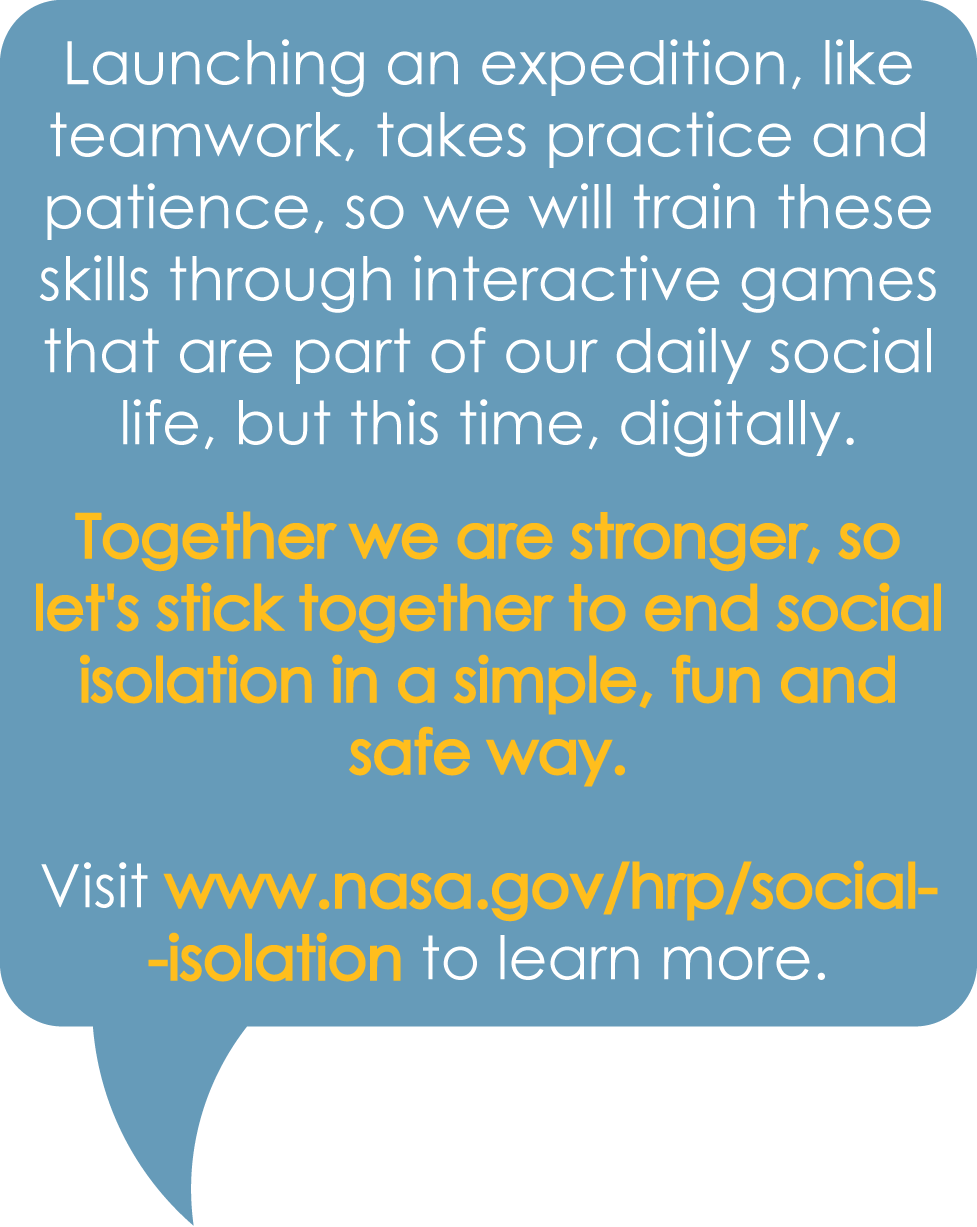 Launching an expedition, like
teamwork, takes practice and
patience, so we will train these
skills through interactive games
that are part of our daily social
life, but this time, digitally.
Together we are stronger, so
let's stick together to end social
isolation in a simple, fun and
safe way.
Visit www.nasa.gov/hrp/social-
-isolation to learn more.